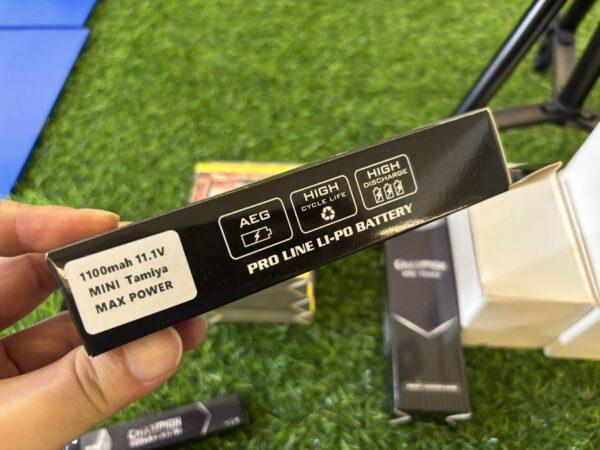 1100mah 11.1V
MINI Tamiya
MAX POWER
AEG
HIGH
CYCLE LIFE
HIGH
DISCHARGE
PRO LINE LI-PO BATTERY
CHAMPION
CHAMPION